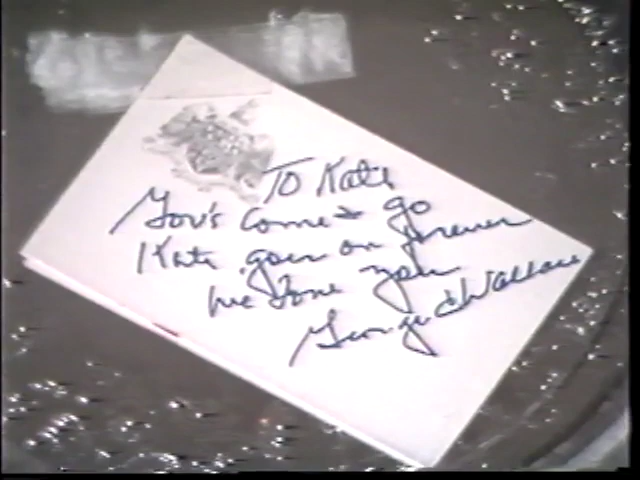 To Kate
Gov's come & go
Kate goes on forever
We love you
George C Wallace